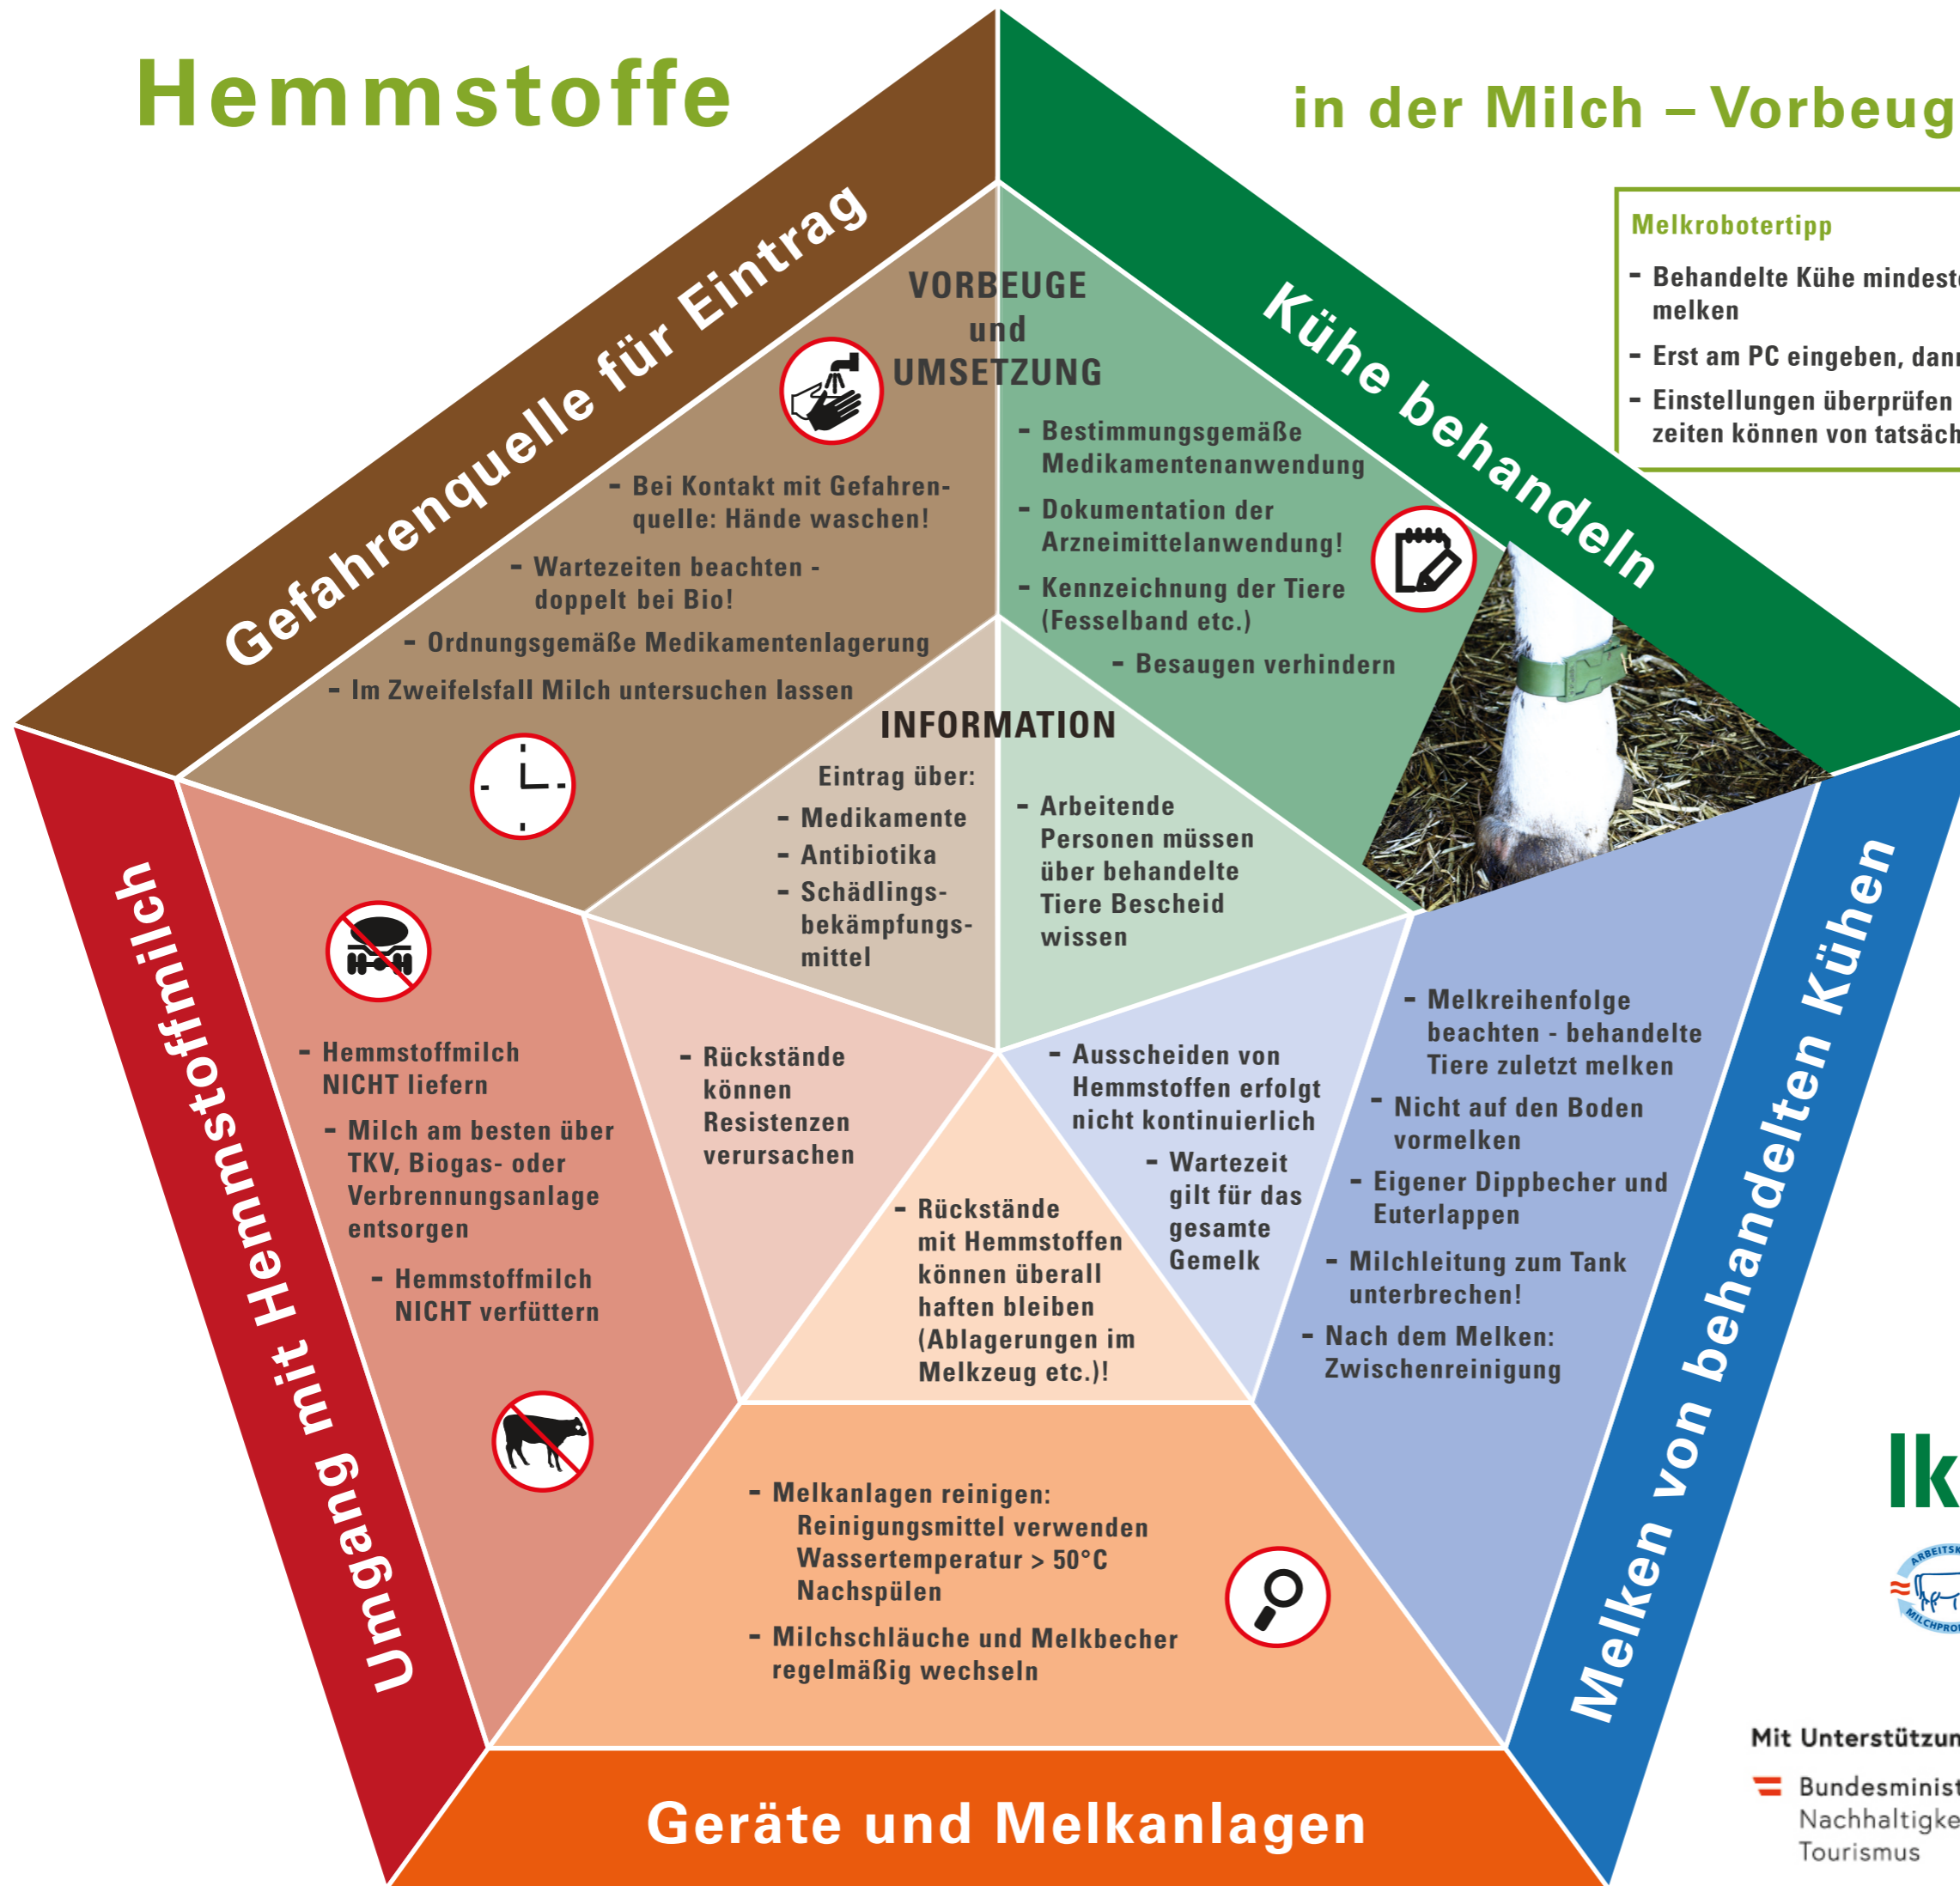 Hemmstoffe
in der Milch – Vorbeug
Melkrobotertipp
- Behandelte Kühe mindest
melken
- Erst am PC eingeben, dann
- Einstellungen überprüfen
zeiten können von tatsäch
Gefahrenquelle für Eintrag
Kühe behandeln
VORBEUGE
und
UMSETZUNG
- Bei Kontakt mit Gefahren-
quelle: Hände waschen!
- Wartezeiten beachten -
doppelt bei Bio!
- Ordnungsgemäße Medikamentenlagerung
- Im Zweifelsfall Milch untersuchen lassen
- Bestimmungsgemäße
Medikamentenanwendung
- Dokumentation der
Arzneimittelanwendung!
- Kennzeichnung der Tiere
(Fesselband etc.)
- Besaugen verhindern
INFORMATION
Eintrag über:
- Medikamente
- Antibiotika
- Schädlings-
bekämpfungs-
mittel
- Arbeitende
Personen müssen
über behandelte
Tiere Bescheid
wissen
Umgang mit Hemmstoffmilch
- Hemmstoffmilch
NICHT liefern
- Milch am besten über
TKV, Biogas- oder
Verbrennungsanlage
entsorgen
- Hemmstoffmilch
NICHT verfüttern
- Rückstände
können
Resistenzen
verursachen
- Rückstände
mit Hemmstoffen
können überall
haften bleiben
(Ablagerungen im
Melkzeug etc.)!
- Ausscheiden von
Hemmstoffen erfolgt
nicht kontinuierlich
- Wartezeit
gilt für das
gesamte
Gemelk
- Melkreihenfolge
beachten - behandelte
Tiere zuletzt melken
- Nicht auf den Boden
vormelken
- Eigener Dippbecher und
Euterlappen
- Milchleitung zum Tank
unterbrechen!
- Nach dem Melken:
Zwischenreinigung
Melken von behandelten Kühen
- Melkanlagen reinigen:
Reinigungsmittel verwenden
Wassertemperatur > 50°C
Nachspülen
- Milchschläuche und Melkbecher
regelmäßig wechseln
Geräte und Melkanlagen
lk
ARBEITSK
MILCHPRO
Mit Unterstützun
Bundesminist
Nachhaltigke
Tourismus